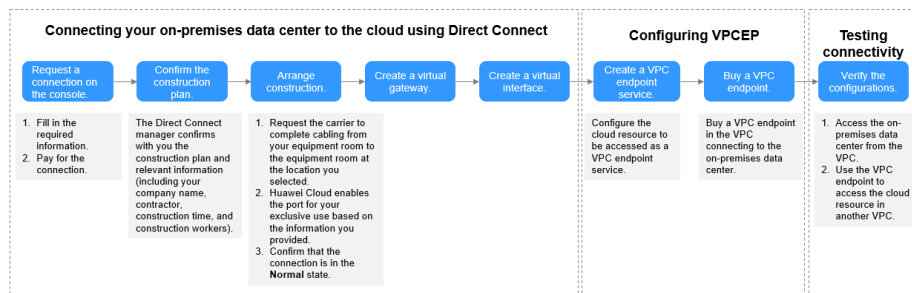 Connecting your on-premises data center to the cloud using Direct Connect
Request a
connection on
the console.
1. Fill in the
required
information.
2. Pay for the
connection.
Confirm the
construction
plan.
The Direct Connect
manager confirms
with you the
construction plan and
relevant information
(including your
company name,
contractor,
construction time, and
construction workers).
Arrange
construction.
1. Request the carrier to
complete cabling from
your equipment room to
the equipment room at
the location you
selected.
2. Huawei Cloud enables
the port for your
exclusive use based on
the information you
provided.
3. Confirm that the
connection is in the
Normal state.
Create a virtual
gateway.
Create a virtual
interface.
Configuring VPCEP
Create a VPC
endpoint
service.
Configure the
cloud resource to
be accessed as a
VPC endpoint
service.
Buy a VPC
endpoint.
Buy a VPC endpoint
in the VPC
connecting to the
on-premises data
center.
Testing
connectivity
Verify the
configurations.
1. Access the on-
premises data
center from the
VPC.
2. Use the VPC
endpoint to
access the cloud
resource in
another VPC.